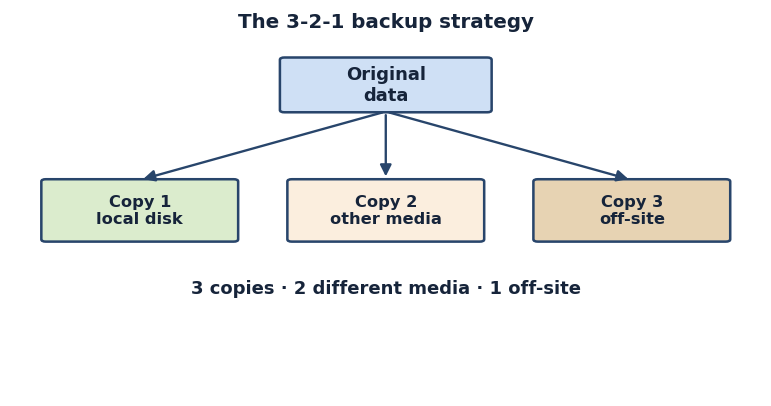 The 3-2-1 backup strategy
Original
data
Copy 1
local disk
Copy 2
other media
Copy 3
off-site
3 copies · 2 different media · 1 off-site